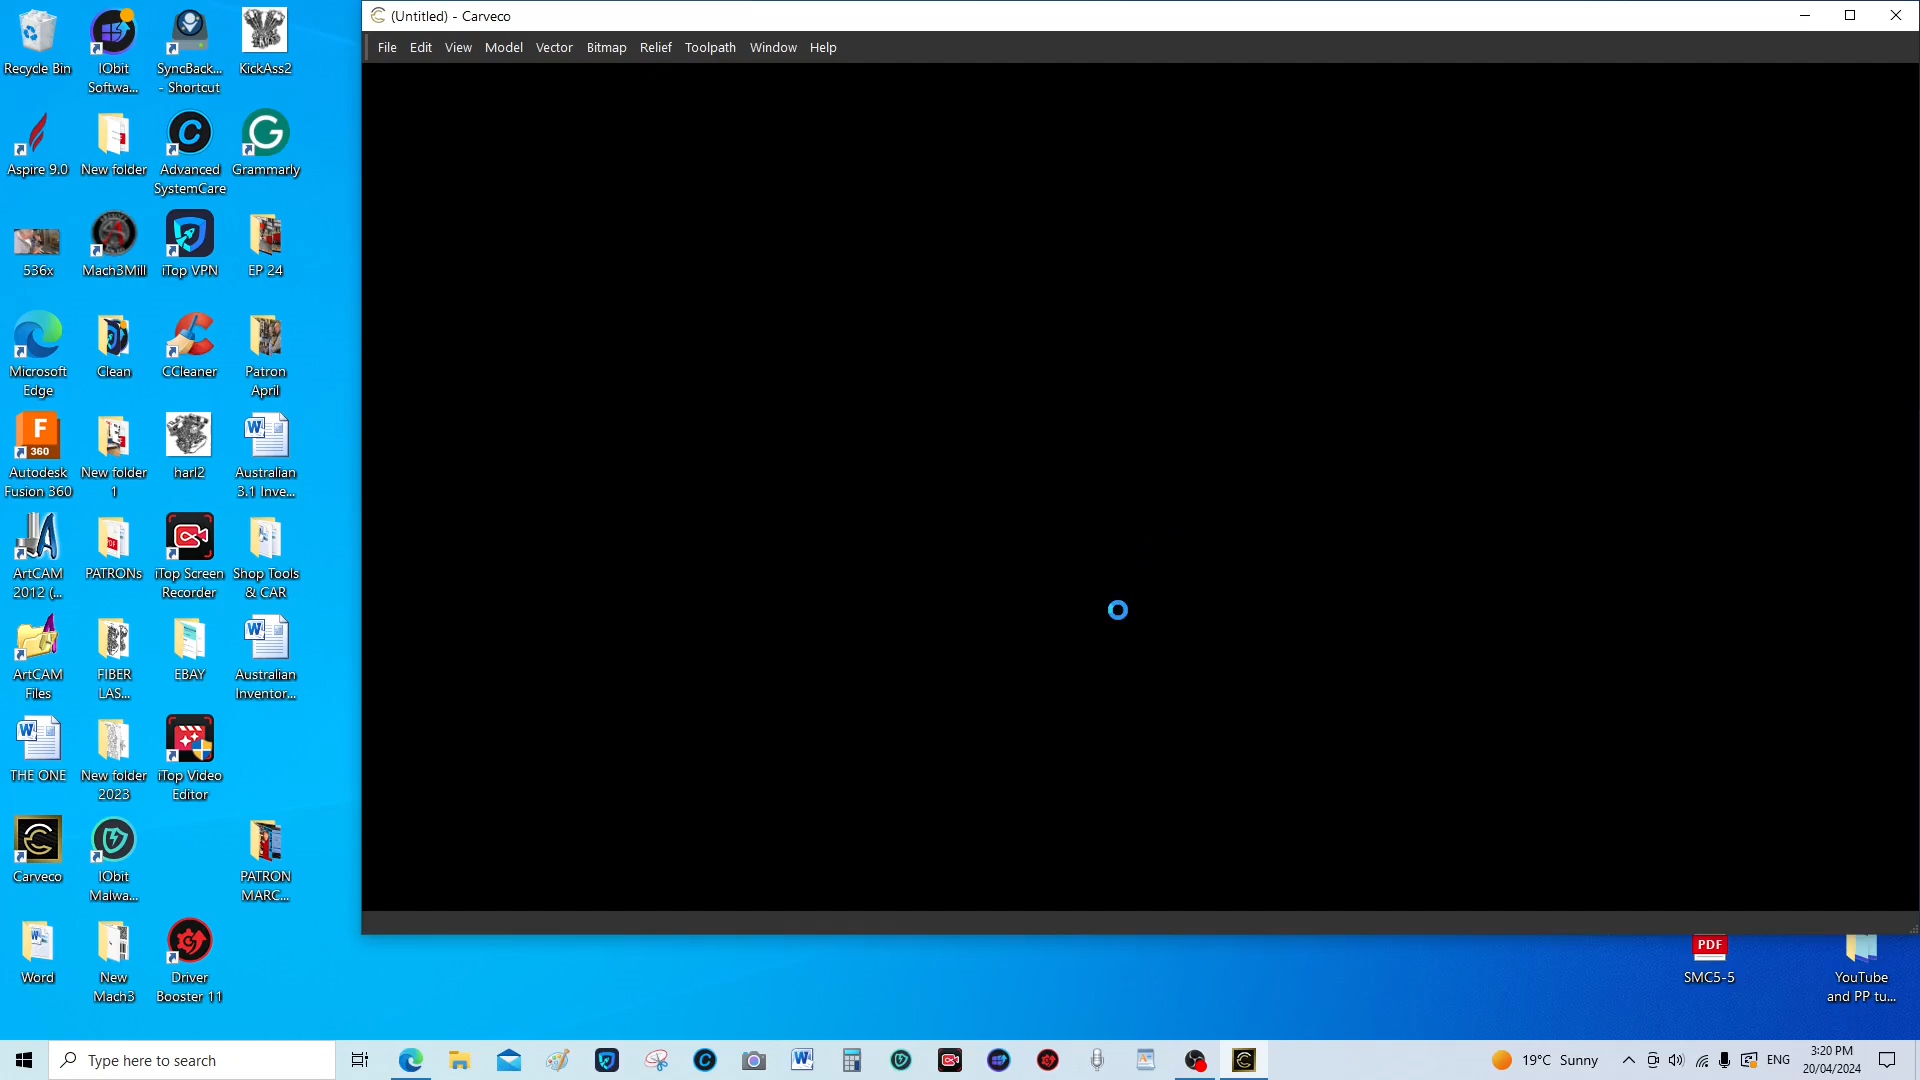 (Untitled) - Carveco
File Edit View Model Vector Bitmap Relief Toolpath Window Help
Recycle Bin
IObit
Softwa...
SyncBack...
- Shortcut
KickAss2
Aspire 9.0
New folder
Advanced
SystemCare
Grammarly
536x
Mach3Mill
iTop VPN
EP 24
Microsoft
Edge
Clean
CCleaner
Patron
April
F
360
Autodesk
Fusion 360
New folder
1
harl2
Australian
3.1 Inve...
ArtCAM
2012 (...
PATRONs
iTop Screen
Recorder
Shop Tools
& CAR
ArtCAM
Files
FIBER
LAS...
EBAY
Australian
Inventor...
THE ONE
New folder
2023
iTop Video
Editor
Carveco
IObit
Malwa...
PATRON
MARC...
Word
New
Mach3
Driver
Booster 11
PDF
SMC5-5
YouTube
and PP tu...
Type here to search
19°C Sunny
ENG
3:20 PM
20/04/2024